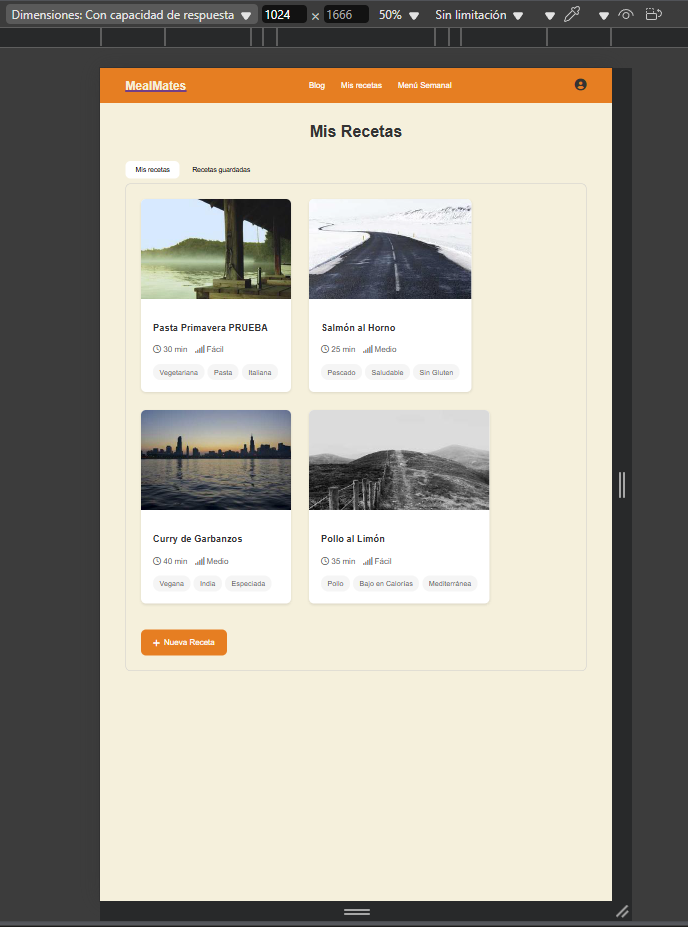 Dimensiones: Con capacidad de respuesta 1024 × 1666 50% Sin limitación
MealMates Blog Mis recetas Menú Semanal
Mis Recetas
Mis recetas Recetas guardadas
Pasta Primavera PRUEBA
30 min Fácil
Vegetariana Pasta Italiana
Salmón al Horno
25 min Medio
Pescado Saludable Sin Gluten
Curry de Garbanzos
40 min Medio
Vegana India Especiada
Pollo al Limón
35 min Fácil
Pollo Bajo en Calorías Mediterránea
+ Nueva Receta